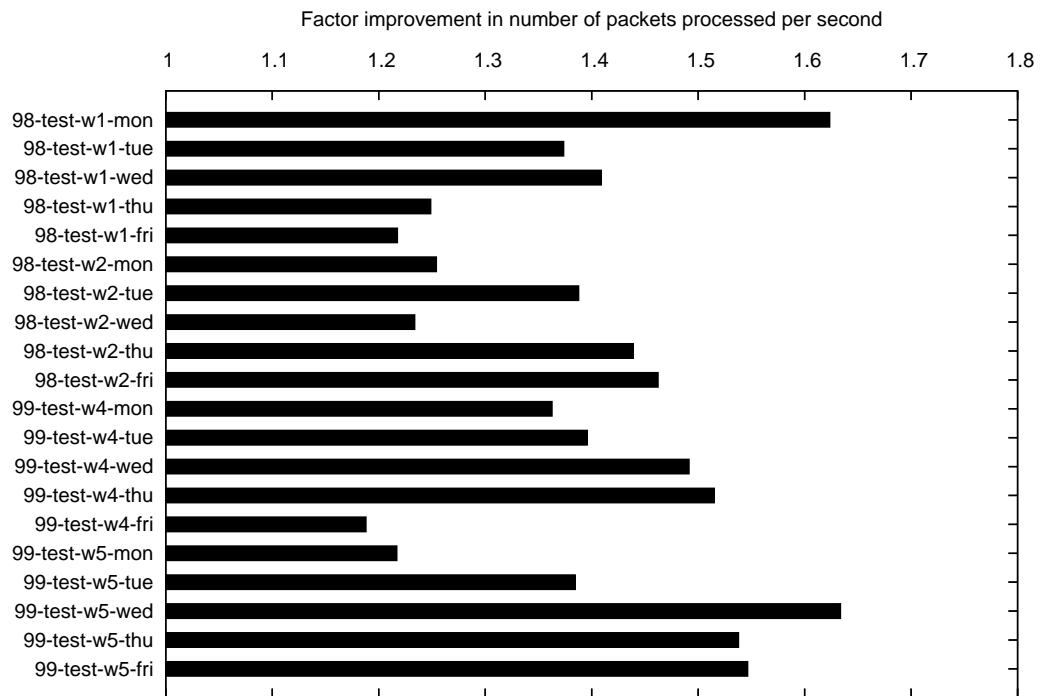 Factor improvement in number of packets processed per second
1 1.1 1.2 1.3 1.4 1.5 1.6 1.7 1.8
98-test-w1-mon
98-test-w1-tue
98-test-w1-wed
98-test-w1-thu
98-test-w1-fri
98-test-w2-mon
98-test-w2-tue
98-test-w2-wed
98-test-w2-thu
98-test-w2-fri
99-test-w4-mon
99-test-w4-tue
99-test-w4-wed
99-test-w4-thu
99-test-w4-fri
99-test-w5-mon
99-test-w5-tue
99-test-w5-wed
99-test-w5-thu
99-test-w5-fri